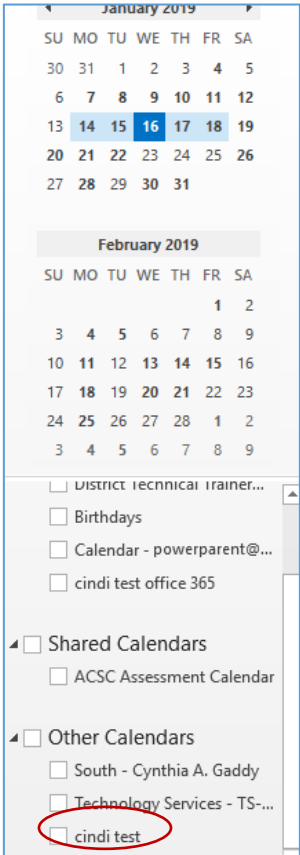 January 2019
SU MO TU WE TH FR SA
30 31 1 2 3 4 5
6 7 8 9 10 11 12
13 14 15 16 17 18 19
20 21 22 23 24 25 26
27 28 29 30 31
February 2019
SU MO TU WE TH FR SA
1 2
3 4 5 6 7 8 9
10 11 12 13 14 15 16
17 18 19 20 21 22 23
24 25 26 27 28 1 2
3 4 5 6 7 8 9
District Technical Trainer...
Birthdays
Calendar - powerparent@...
cindi test office 365
Shared Calendars
ACSC Assessment Calendar
Other Calendars
South - Cynthia A. Gaddy
Technology Services - TS-...
cindi test